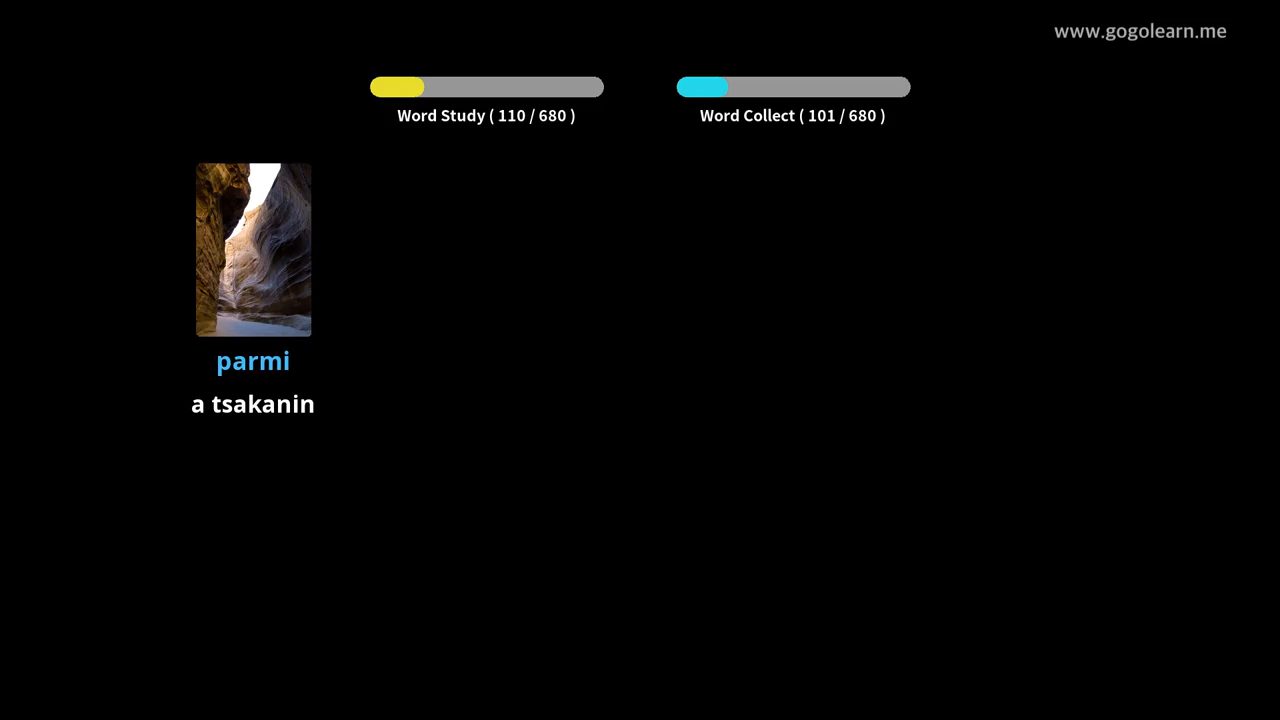 www.gogolearn.me
Word Study ( 110 / 680 )
Word Collect ( 101 / 680 )
parmi
a tsakanin